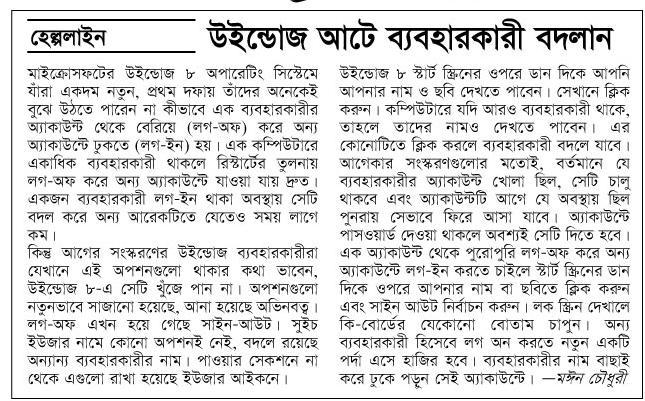 হেল্পলাইন
উইন্ডোজ আটে ব্যবহারকারী বদলান
মাইক্রোসফটের উইন্ডোজ ৮ অপারেটিং সিস্টেমে
যাঁরা একদম নতুন, প্রথম দফায় তাঁদের অনেকেই
বুঝে উঠতে পারেন না কীভাবে এক ব্যবহারকারীর
অ্যাকাউন্ট থেকে বেরিয়ে (লগ-অফ) করে অন্য
অ্যাকাউন্টে ঢুকতে (লগ-ইন) হয়। এক কম্পিউটারে
একাধিক ব্যবহারকারী থাকলে রিস্টার্টের তুলনায়
লগ-অফ করে অন্য অ্যাকাউন্টে যাওয়া যায় দ্রুত।
একজন ব্যবহারকারী লগ-ইন থাকা অবস্থায় সেটি
বদল করে অন্য আরেকটিতে যেতেও সময় লাগে
কম।
কিন্তু আগের সংস্করণের উইন্ডোজ ব্যবহারকারীরা
যেখানে এই অপশনগুলো থাকার কথা ভাবেন,
উইন্ডোজ ৮-এ সেটি খুঁজে পান না। অপশনগুলো
নতুনভাবে সাজানো হয়েছে, আনা হয়েছে অভিনবত্ব।
লগ-অফ এখন হয়ে গেছে সাইন-আউট। সুইচ
ইউজার নামে কোনো অপশনই নেই, বদলে রয়েছে
অন্যান্য ব্যবহারকারীর নাম। পাওয়ার সেকশনে না
থেকে এগুলো রাখা হয়েছে ইউজার আইকনে।
উইন্ডোজ ৮ স্টার্ট স্ক্রিনের ওপরে ডান দিকে আপনি
আপনার নাম ও ছবি দেখতে পাবেন। সেখানে ক্লিক
করুন। কম্পিউটারে যদি আরও ব্যবহারকারী থাকে,
তাহলে তাদের নামও দেখতে পাবেন। এর
কোনোটিতে ক্লিক করলে ব্যবহারকারী বদলে যাবে।
আগেকার সংস্করণগুলোর মতোই, বর্তমানে যে
ব্যবহারকারীর অ্যাকাউন্ট খোলা ছিল, সেটি চালু
থাকবে এবং অ্যাকাউন্টটি আগে যে অবস্থায় ছিল
পুনরায় সেভাবে ফিরে আসা যাবে। অ্যাকাউন্টে
পাসওয়ার্ড দেওয়া থাকলে অবশ্যই সেটি দিতে হবে।
এক অ্যাকাউন্ট থেকে পুরোপুরি লগ-অফ করে অন্য
অ্যাকাউন্টে লগ-ইন করতে চাইলে স্টার্ট স্ক্রিনের ডান
দিকে ওপরে আপনার নাম বা ছবিতে ক্লিক করুন
এবং সাইন আউট নির্বাচন করুন। লক স্ক্রিন দেখালে
কি-বোর্ডের যেকোনো বোতাম চাপুন। অন্য
ব্যবহারকারী হিসেবে লগ অন করতে নতুন একটি
পর্দা এসে হাজির হবে। ব্যবহারকারীর নাম বাছাই
করে ঢুকে পড়ুন সেই অ্যাকাউন্টে। —মঈন চৌধুরী